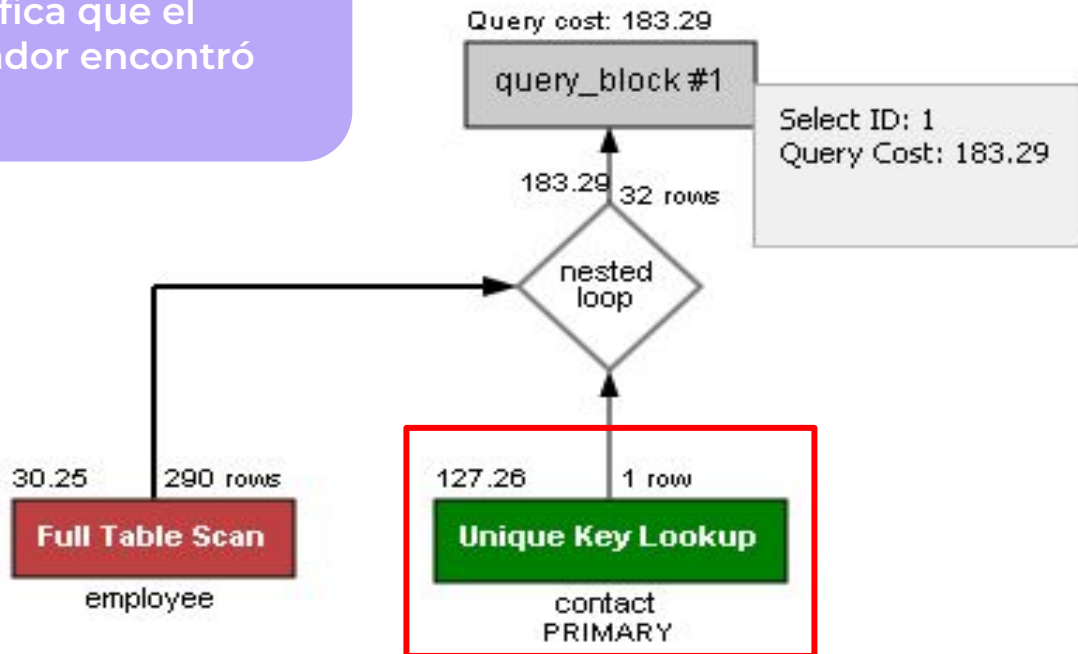 fica que el
ador encontró
Query cost: 183.29
query_block #1
Select ID: 1
Query Cost: 183.29
183.29
32 rows
nested
loop
30.25
290 rows
127.26
1 row
Full Table Scan
Unique Key Lookup
employee
contact
PRIMARY